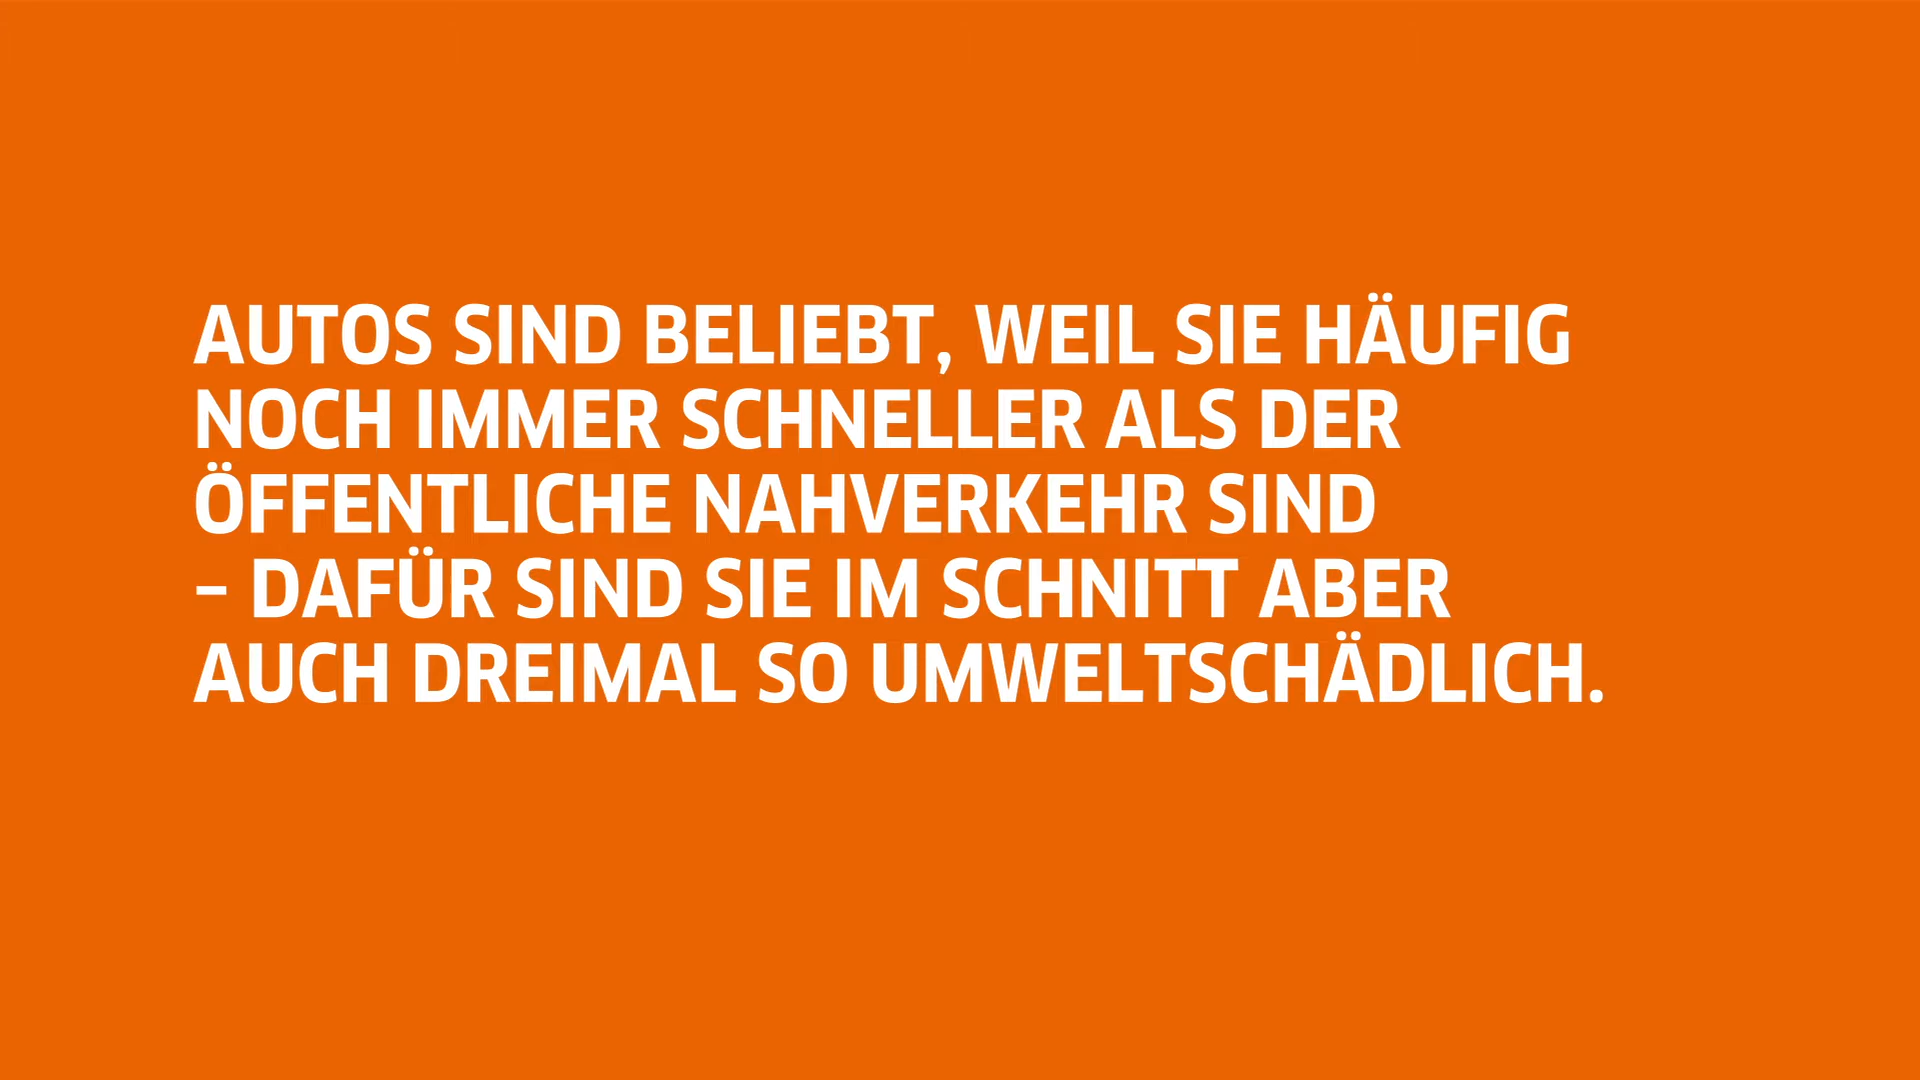 AUTOS SIND BELIEBT, WEIL SIE HÄUFIG
NOCH IMMER SCHNELLER ALS DER
ÖFFENTLICHE NAHVERKEHR SIND
– DAFÜR SIND SIE IM SCHNITT ABER
AUCH DREIMAL SO UMWELTSCHÄDLICH.